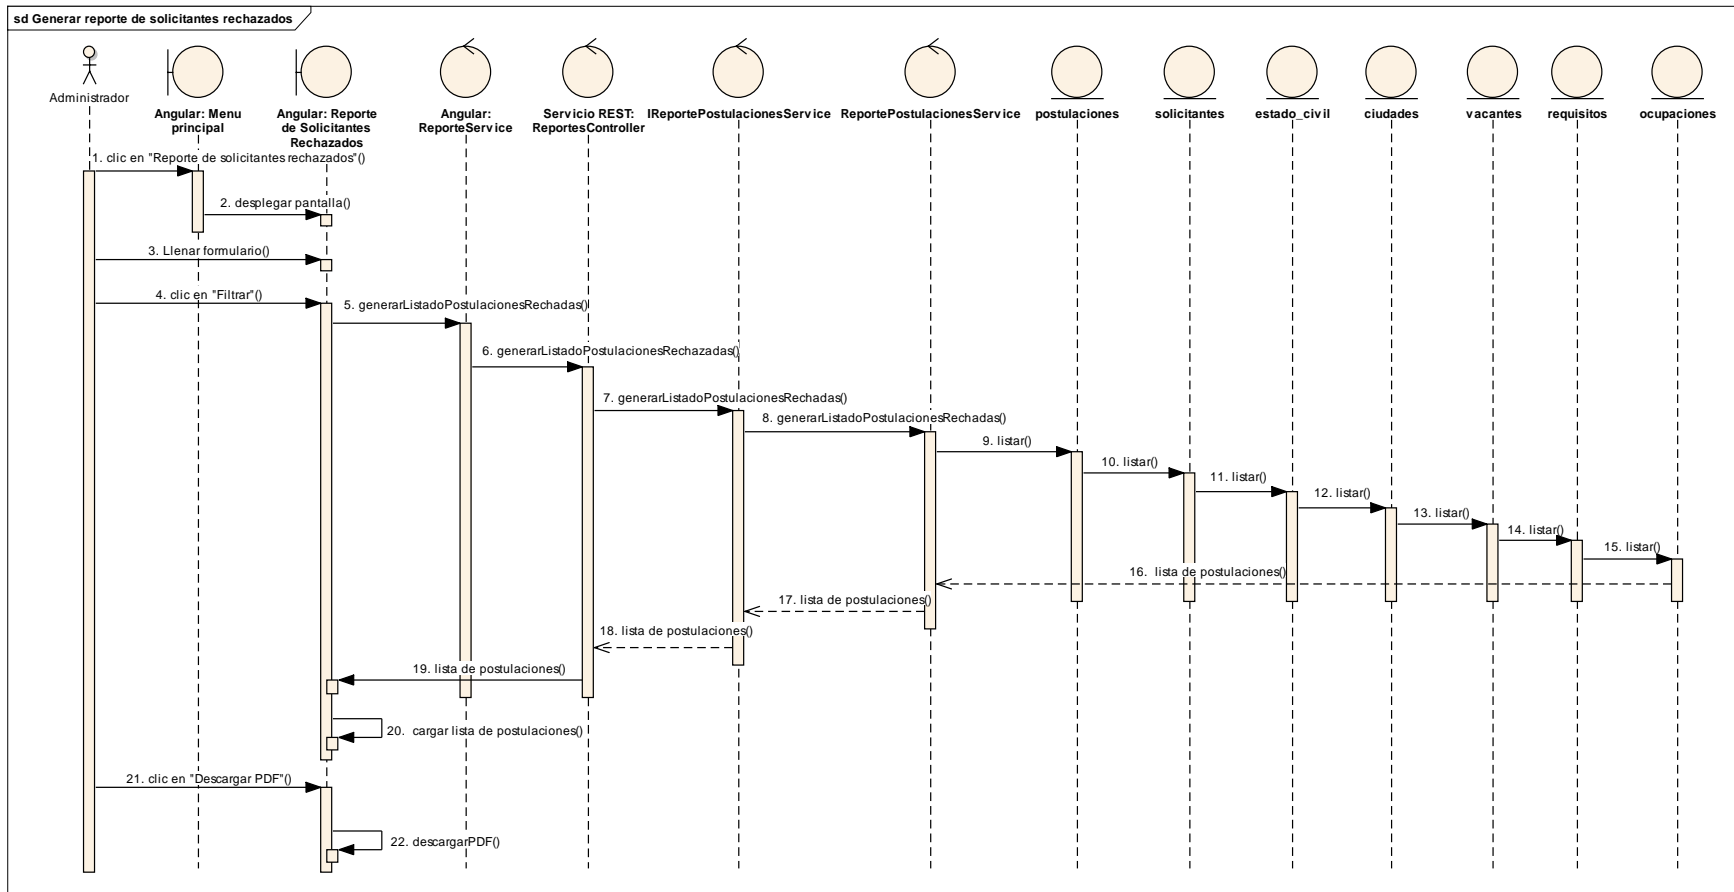 sd Generar reporte de solicitantes rechazados
Administrador
Angular: Menu
principal
Angular: Reporte
de Solicitantes
Rechazados
Angular:
ReporteService
Servicio REST:
ReportesController
IReportePostulacionesService
ReportePostulacionesService
postulaciones
solicitantes
estado_civil
ciudades
vacantes
requisitos
ocupaciones
1. clic en "Reporte de solicitantes rechazados"()
2. desplegar pantalla()
3. Llenar formulario()
4. clic en "Filtrar"()
5. generarListadoPostulacionesRechadas()
6. generarListadoPostulacionesRechazadas()
7. generarListadoPostulacionesRechadas()
8. generarListadoPostulacionesRechadas()
9. listar()
10. listar()
11. listar()
12. listar()
13. listar()
14. listar()
15. listar()
16. lista de postulaciones()
17. lista de postulaciones()
18. lista de postulaciones()
19. lista de postulaciones()
20. cargar lista de postulaciones()
21. clic en "Descargar PDF"()
22. descargarPDF()